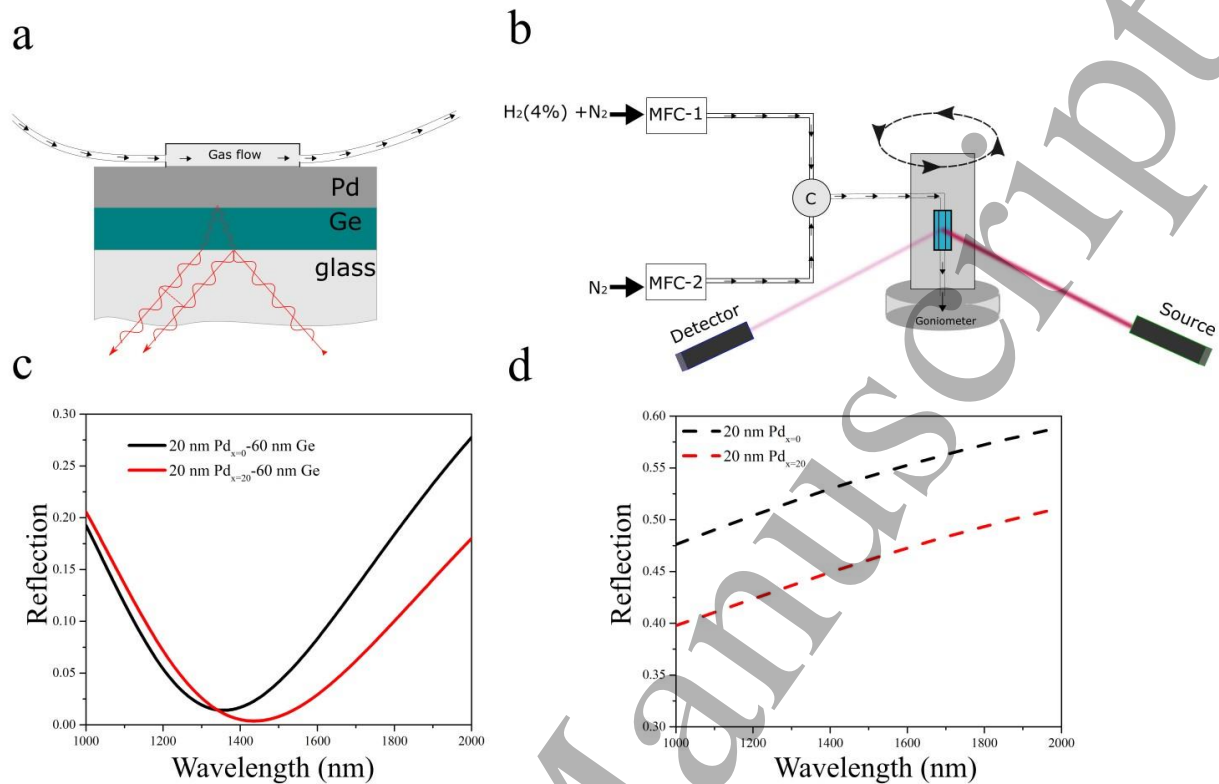 a
Gas flow
Pd
Ge
glass
b
H₂(4%) +N₂
MFC-1
C
N₂
MFC-2
Detector
Goniometer
Source
c
0.30
0.25
0.20
0.15
0.10
0.05
0.00
Reflection
20 nm Pdₓ₌₀-60 nm Ge
20 nm Pdₓ₌₂₀-60 nm Ge
1000 1200 1400 1600 1800 2000
Wavelength (nm)
d
0.60
0.55
0.50
0.45
0.40
0.35
0.30
Reflection
20 nm Pdₓ₌₀
20 nm Pdₓ₌₂₀
1000 1200 1400 1600 1800 2000
Wavelength (nm)
Manuscript